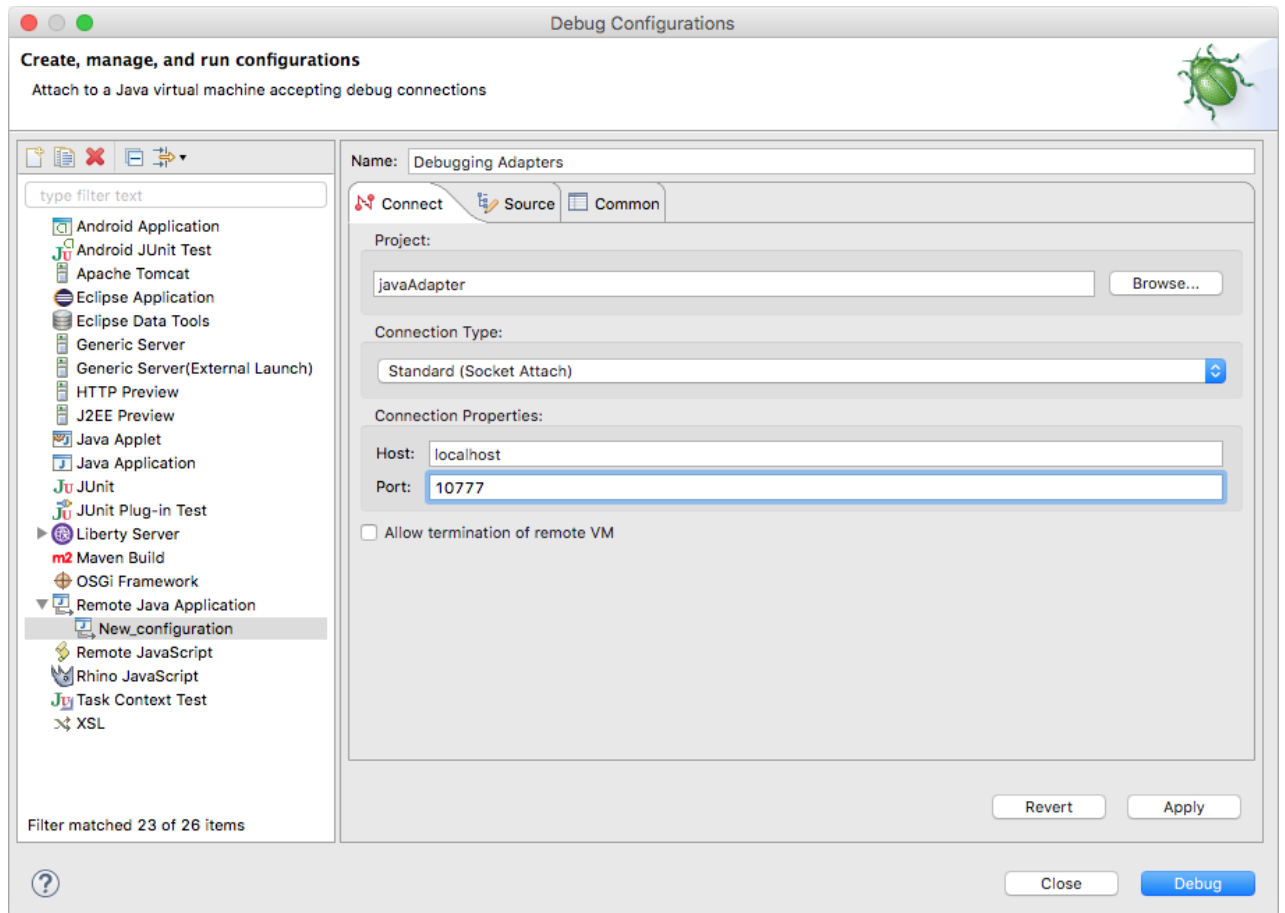 Debug Configurations
Create, manage, and run configurations
Attach to a Java virtual machine accepting debug connections
type filter text
Android Application
Ju Android JUnit Test
Apache Tomcat
Eclipse Application
Eclipse Data Tools
Generic Server
Generic Server(External Launch)
HTTP Preview
J2EE Preview
Java Applet
J Java Application
Ju JUnit
Ju JUnit Plug-in Test
Liberty Server
m2 Maven Build
OSGi Framework
J Remote Java Application
J New_configuration
Remote JavaScript
Rhino JavaScript
Ju Task Context Test
XSL
Filter matched 23 of 26 items
Name: Debugging Adapters
Connect Source Common
Project:
javaAdapter Browse...
Connection Type:
Standard (Socket Attach)
Connection Properties:
Host: localhost
Port: 10777
Allow termination of remote VM
Revert Apply
? Close Debug